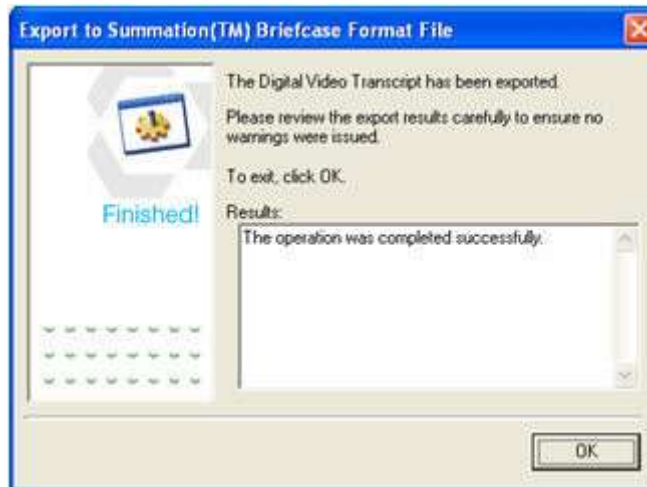 Export to Summation(TM) Briefcase Format File
The Digital Video Transcript has been exported.
Please review the export results carefully to ensure no
warnings were issued.
To exit, click OK.
Finished!
Results:
The operation was completed successfully.
OK